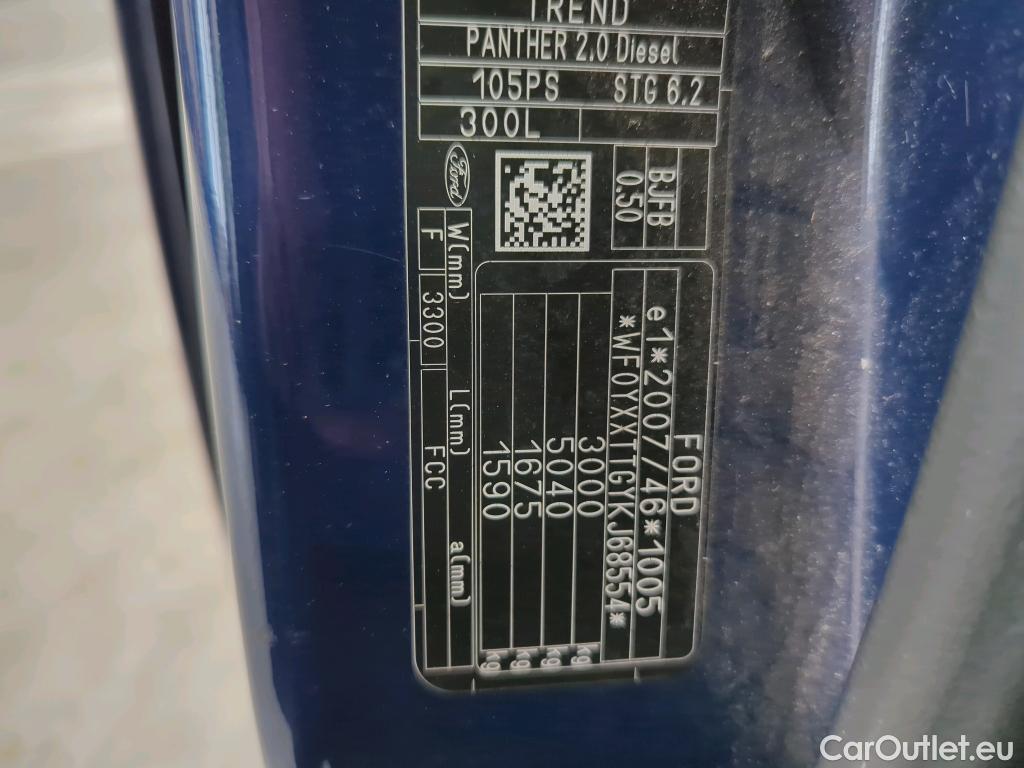 TREND
PANTHER 2.0 Diesel
105PS STG 6.2
300L
Ford
BJFB
0.50
FORD
e1*2007/46*1005
*WF0YXXTTGYKJ68554*
3000 kg
5040 kg
1675 kg
1590 kg
W(mm) L(mm) a(mm)
F 3300 FCC
CarOutlet.eu